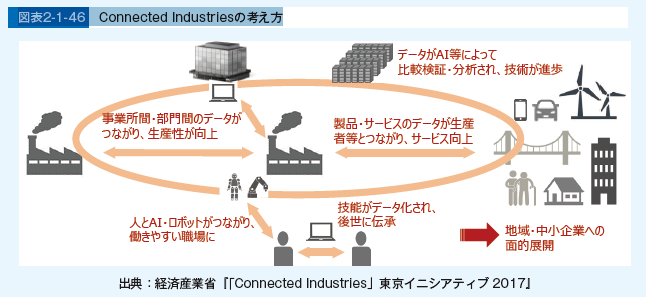 図表2-1-46 Connected Industriesの考え方
データがAI等によって
比較検証・分析され、技術が進歩
事業所間・部門間のデータが
つながり、生産性が向上
製品・サービスのデータが生産
者等とつながり、サービス向上
人とAI・ロボットがつながり、
働きやすい職場に
技能がデータ化され、
後世に伝承
地域・中小企業への
面的展開
出典：経済産業省『「Connected Industries」東京イニシアティブ 2017』